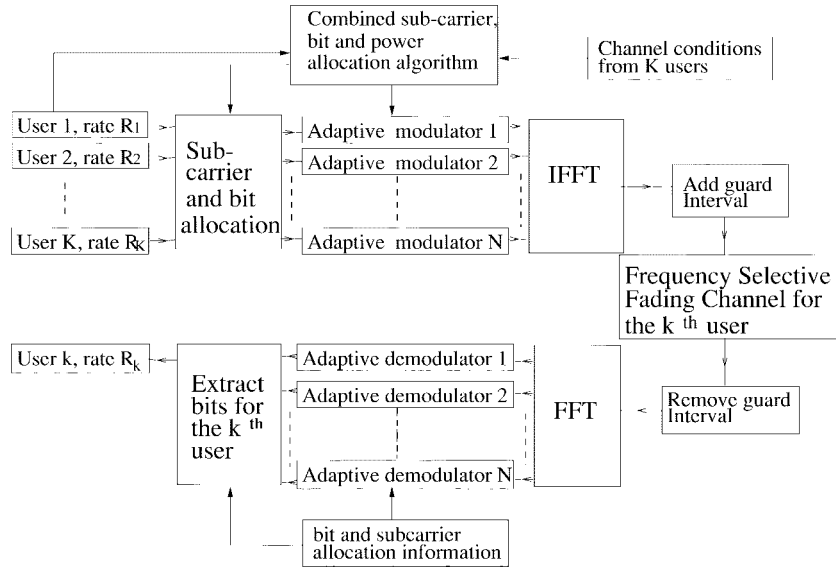 Combined sub-carrier,
bit and power
allocation algorithm
Channel conditions
from K users
User 1, rate R1
User 2, rate R2
User K, rate RK
Sub-
carrier
and bit
allocation
Adaptive modulator 1
Adaptive modulator 2
Adaptive modulator N
IFFT
Add guard
Interval
Frequency Selective
Fading Channel for
the k th user
User k, rate Rk
Extract
bits for
the k th
user
Adaptive demodulator 1
Adaptive demodulator 2
Adaptive demodulator N
FFT
Remove guard
Interval
bit and subcarrier
allocation information